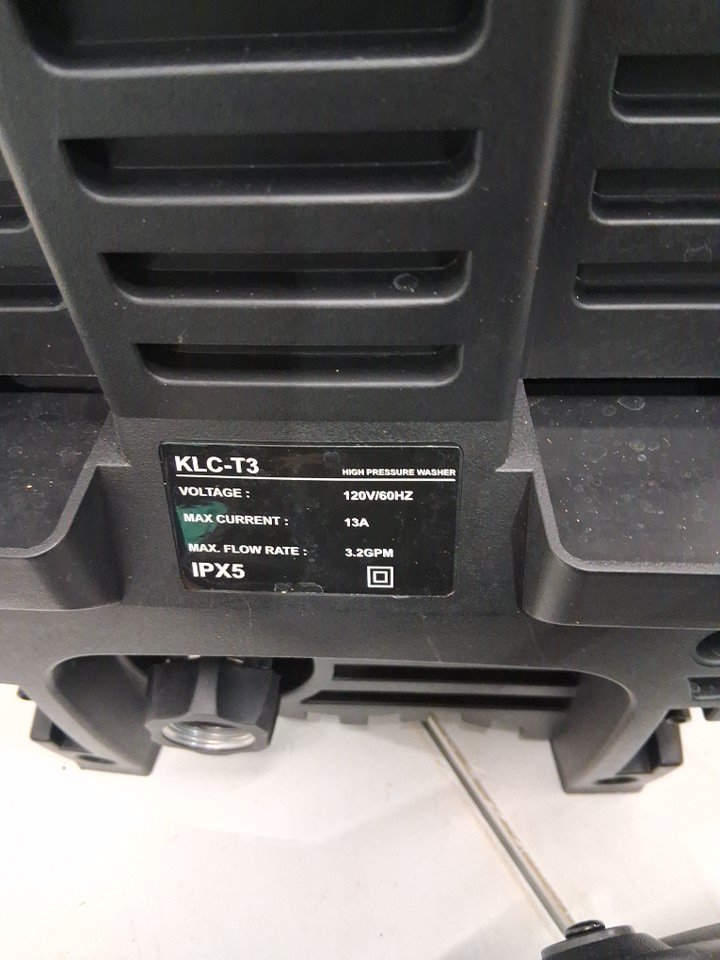 KLC-T3
HIGH PRESSURE WASHER
VOLTAGE : 120V/60HZ
MAX CURRENT : 13A
MAX. FLOW RATE : 3.2GPM
IPX5